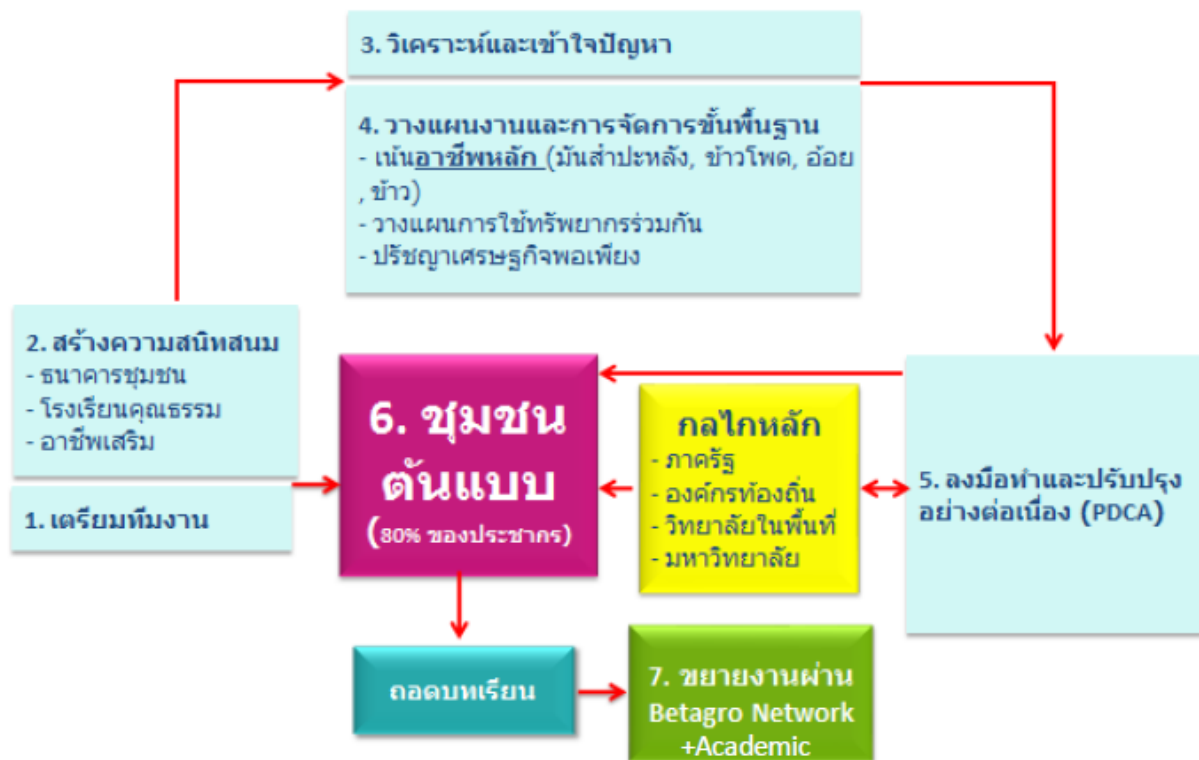 3. วิเคราะห์และเข้าใจปัญหา
4. วางแผนงานและการจัดการขั้นพื้นฐาน
- เน้นอาชีพหลัก (มันสำปะหลัง, ข้าวโพด, อ้อย
, ข้าว)
- วางแผนการใช้ทรัพยากรร่วมกัน
- ปรัชญาเศรษฐกิจพอเพียง
2. สร้างความสนิทสนม
- ธนาคารชุมชน
- โรงเรียนคุณธรรม
- อาชีพเสริม
1. เตรียมทีมงาน
6. ชุมชน
ต้นแบบ
(80% ของประชากร)
กลไกหลัก
- ภาครัฐ
- องค์กรท้องถิ่น
- วิทยาลัยในพื้นที่
- มหาวิทยาลัย
5. ลงมือทำและปรับปรุง
อย่างต่อเนื่อง (PDCA)
ถอดบทเรียน
7. ขยายงานผ่าน
Betagro Network
+Academic